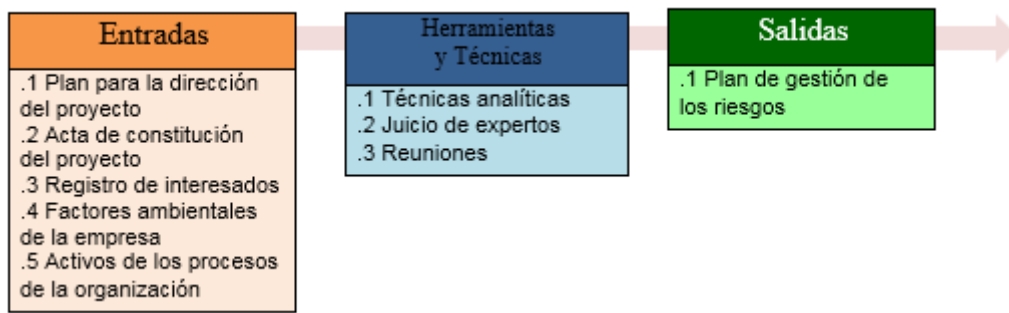 Entradas
.1 Plan para la dirección
del proyecto
.2 Acta de constitución
del proyecto
.3 Registro de interesados
.4 Factores ambientales
de la empresa
.5 Activos de los procesos
de la organización
Herramientas
y Técnicas
.1 Técnicas analíticas
.2 Juicio de expertos
.3 Reuniones
Salidas
.1 Plan de gestión de
los riesgos